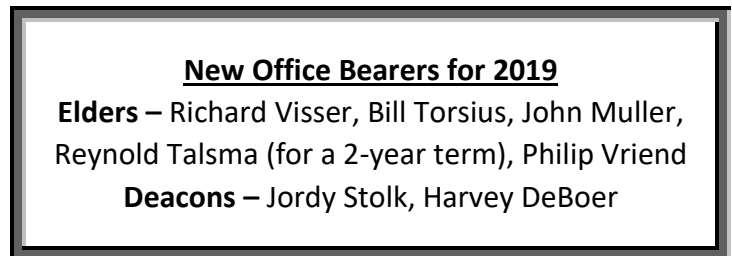 New Office Bearers for 2019
Elders – Richard Visser, Bill Torsius, John Muller,
Reynold Talsma (for a 2-year term), Philip Vriend
Deacons – Jordy Stolk, Harvey DeBoer